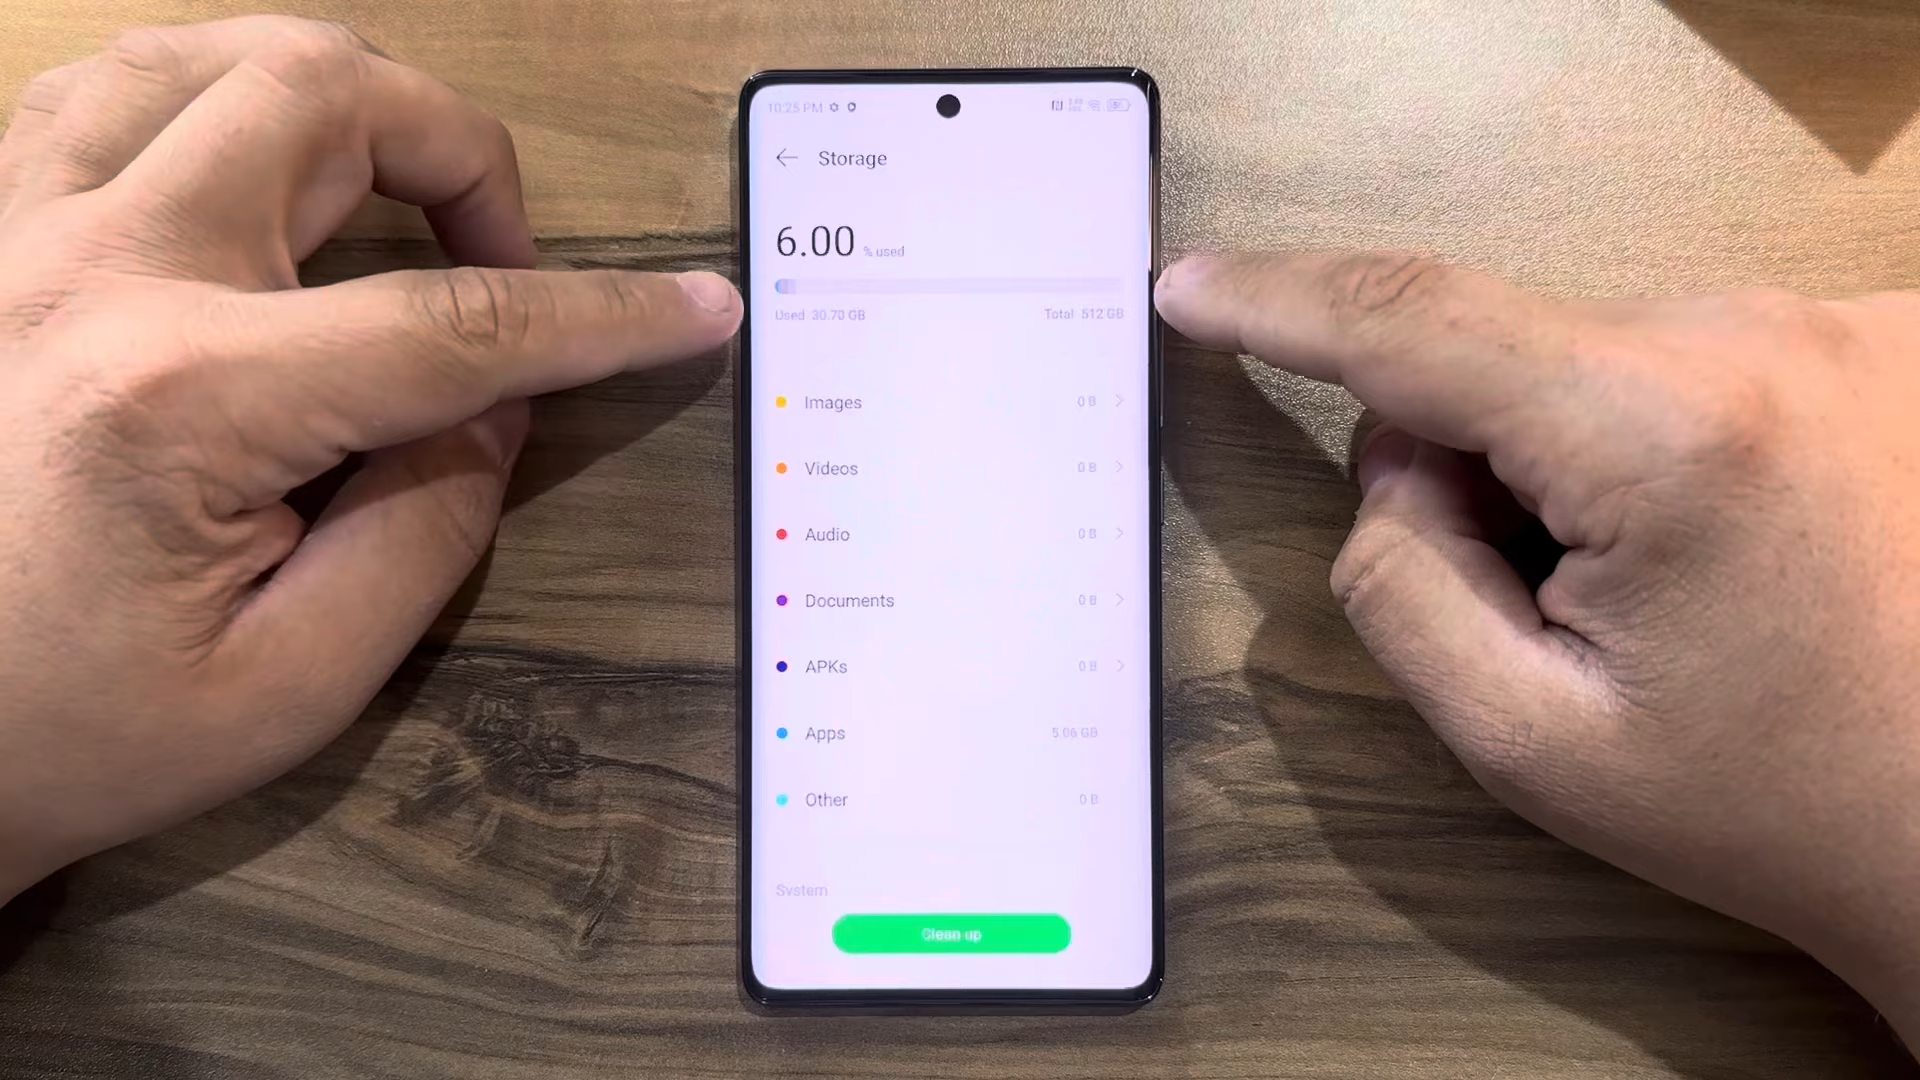 10:25 PM
Storage
6.00 % used
Used 30.70 GB Total 512 GB
Images 0 B
Videos 0 B
Audio 0 B
Documents 0 B
APKs 0 B
Apps 5.06 GB
Other 0 B
System
Clean up